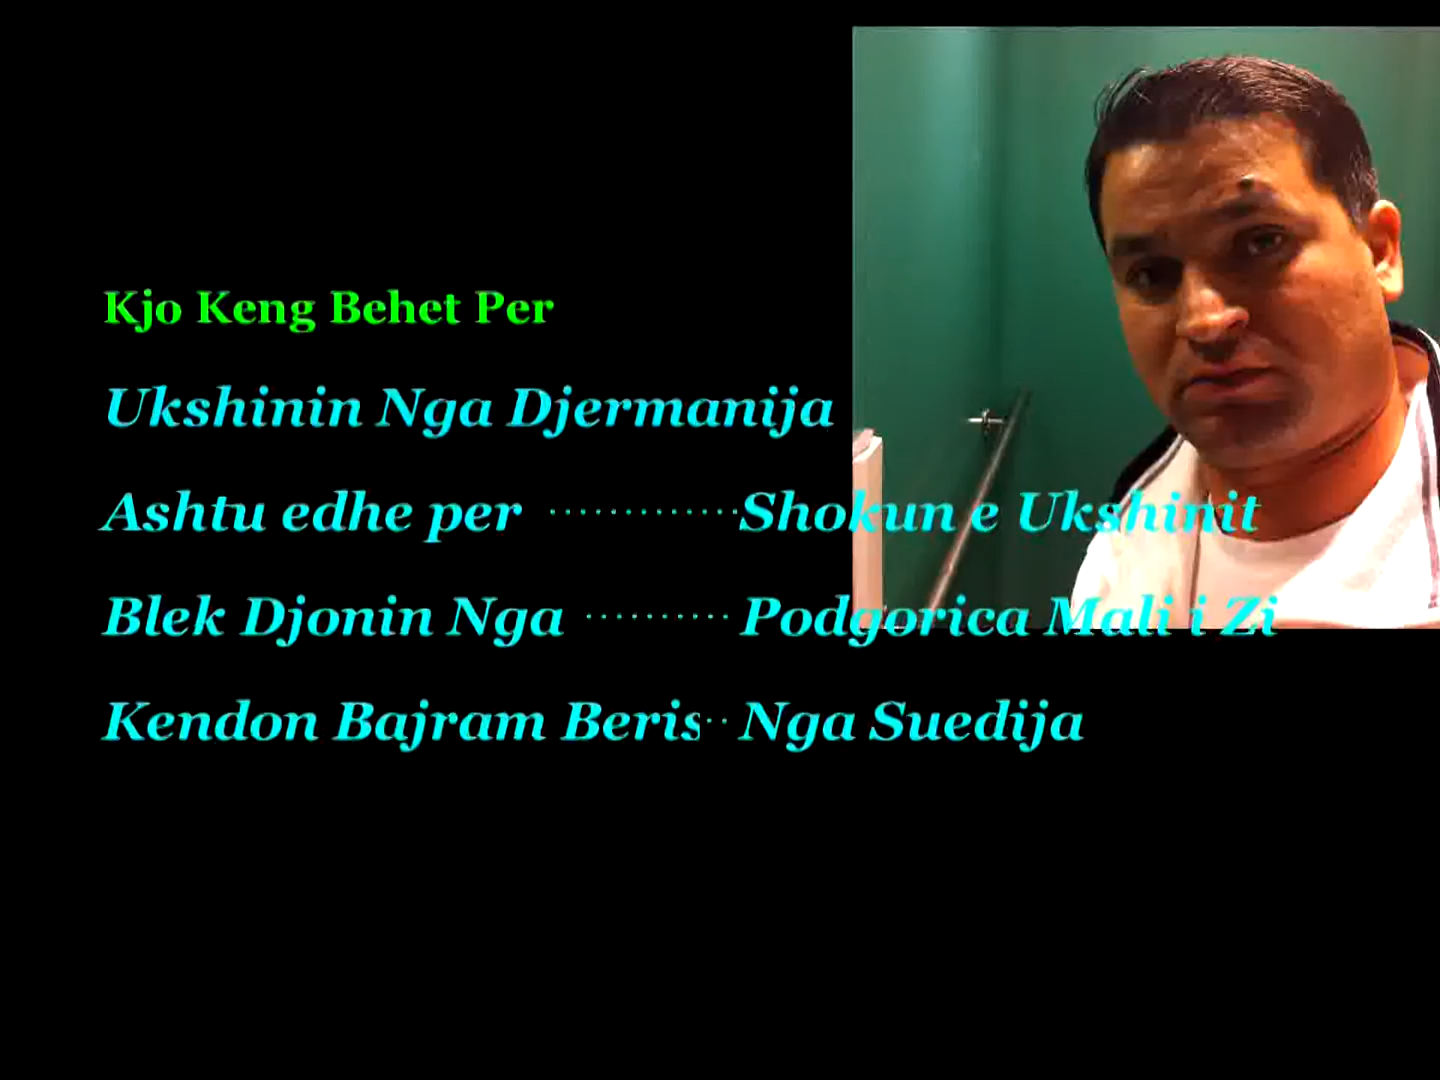 Kjo Keng Behet Per
Ukshinin Nga Djermanija
Ashtu edhe per ............. Shokun e Ukshinit
Blek Djonin Nga .......... Podgorica Mali i Zi
Kendon Bajram Beris .. Nga Suedija